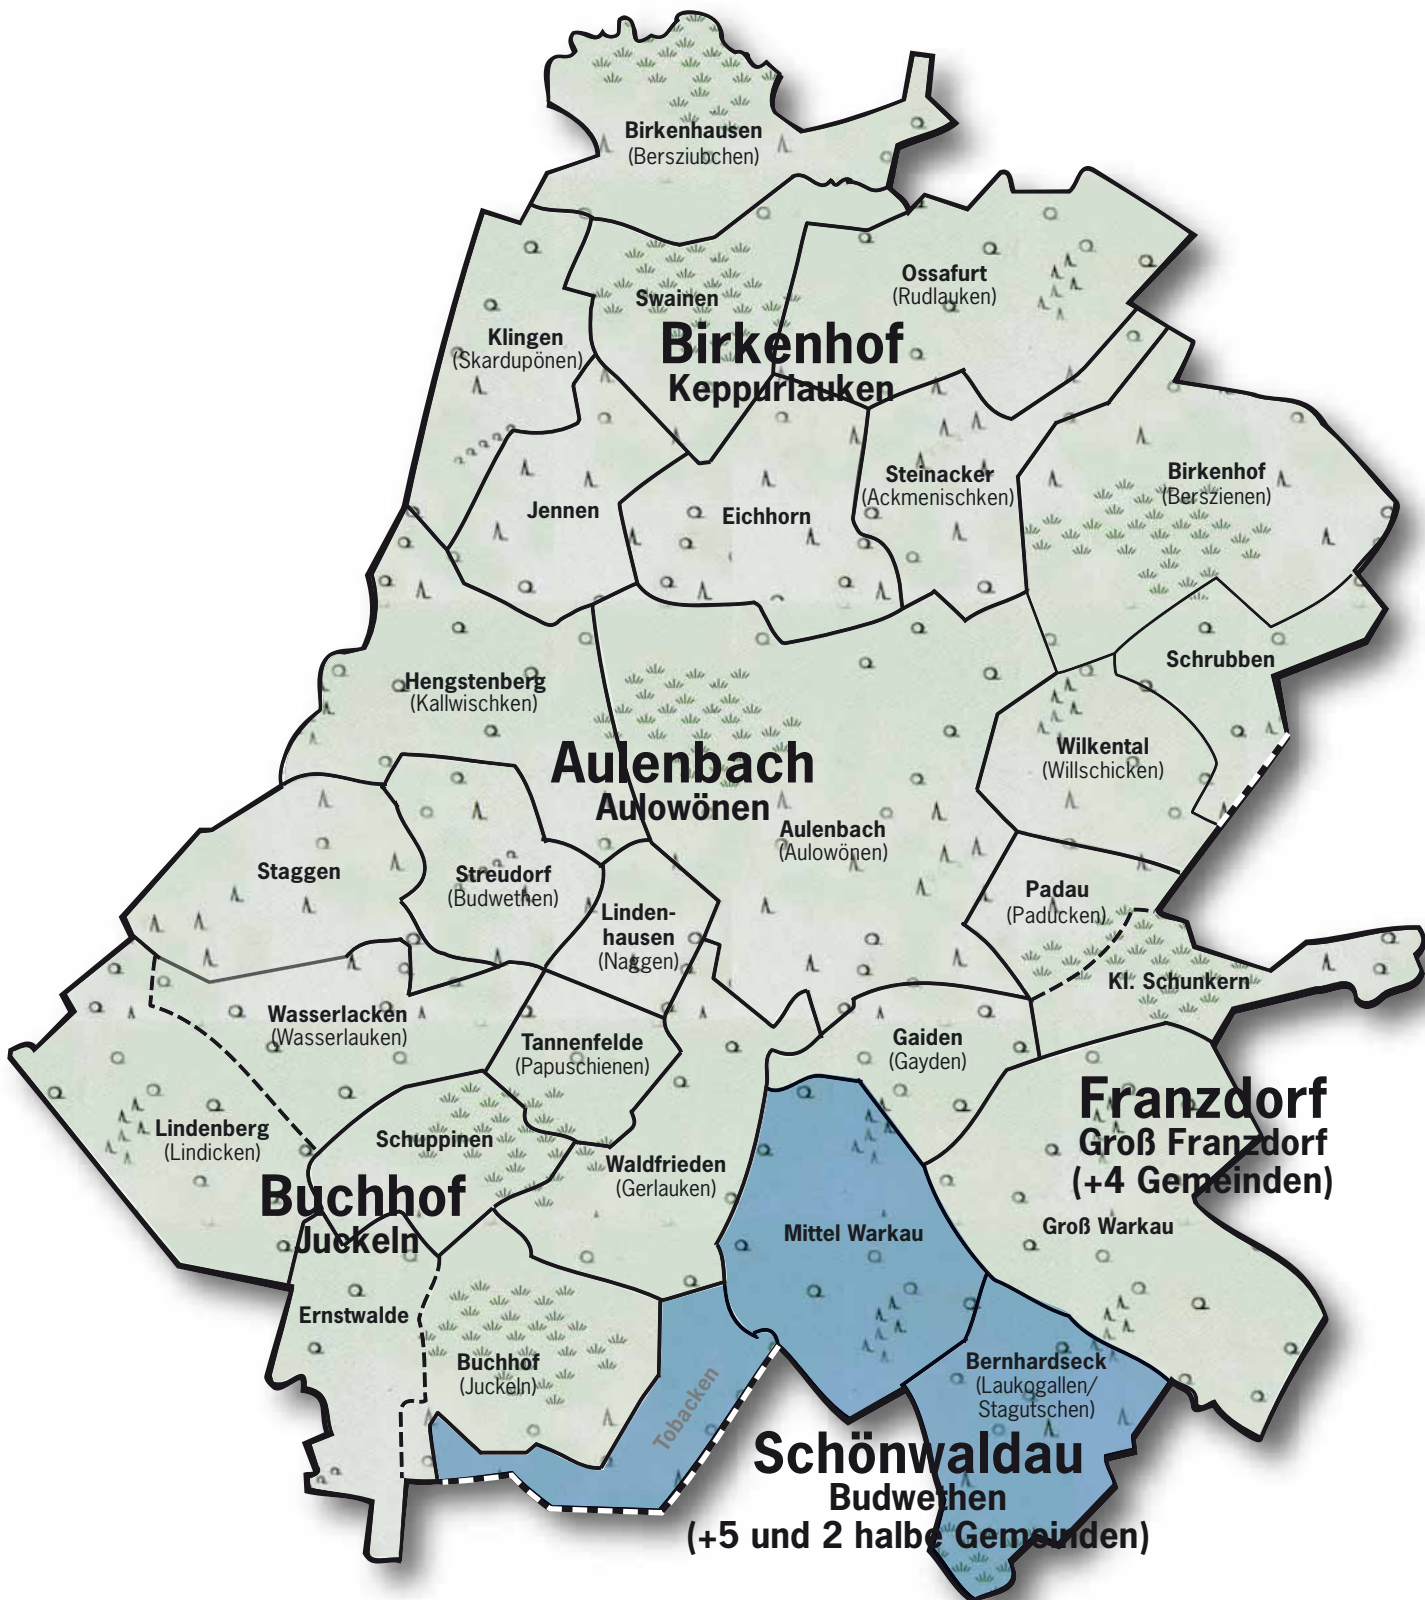 Birkenhausen
(Bersziubchen)
Ossafurt
(Rudlauken)
Swainen
Klingen
(Skardupönen)
Birkenhof
Keppurlauken
Steinacker
(Ackmenischken)
Birkenhof
(Berszienen)
Jennen
Eichhorn
Schrubben
Hengstenberg
(Kallwischken)
Wilkental
(Willschicken)
Aulenbach
Aulowönen
Aulenbach
(Aulowönen)
Staggen
Streudorf
(Budwethen)
Padau
(Paducken)
Linden-
hausen
(Naggen)
Kl. Schunkern
Wasserlacken
(Wasserlauken)
Tannenfelde
(Papuschienen)
Gaiden
(Gayden)
Franzdorf
Groß Franzdorf
(+4 Gemeinden)
Lindenberg
(Lindicken)
Schuppinen
Waldfrieden
(Gerlauken)
Buchhof
Juckeln
Mittel Warkau
Groß Warkau
Ernstwalde
Buchhof
(Juckeln)
Bernhardseck
(Laukogallen/
Stagutschen)
Tobacken
Schönwaldau
Budwethen
(+5 und 2 halbe Gemeinden)